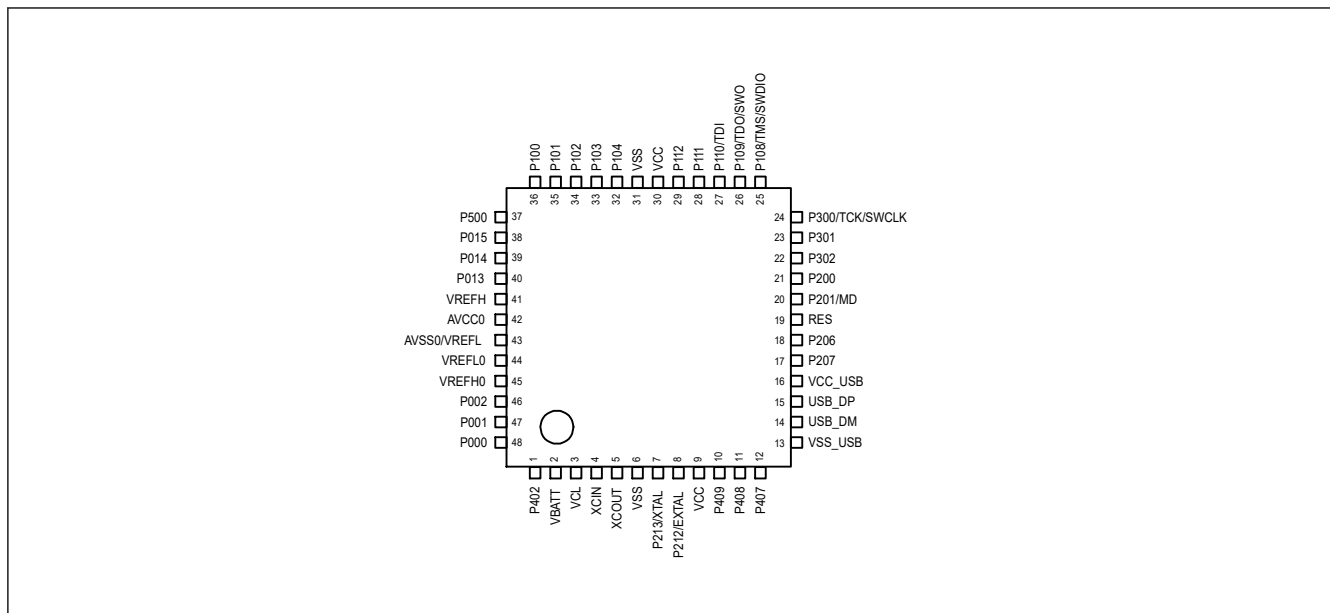 P100
P101
P102
P103
P104
VSS
VCC
P112
P111
P110/TDI
P109/TDO/SWO
P108/TMS/SWDIO
36
35
34
33
32
31
30
29
28
27
26
25
P500 37
P015 38
P014 39
P013 40
VREFH 41
AVCC0 42
AVSS0/VREFL 43
VREFL0 44
VREFH0 45
P002 46
P001 47
P000 48
24 P300/TCK/SWCLK
23 P301
22 P302
21 P200
20 P201/MD
19 RES
18 P206
17 P207
16 VCC_USB
15 USB_DP
14 USB_DM
13 VSS_USB
1
2
3
4
5
6
7
8
9
10
11
12
P402
VBATT
VCL
XCIN
XCOUT
VSS
P213/XTAL
P212/EXTAL
VCC
P409
P408
P407